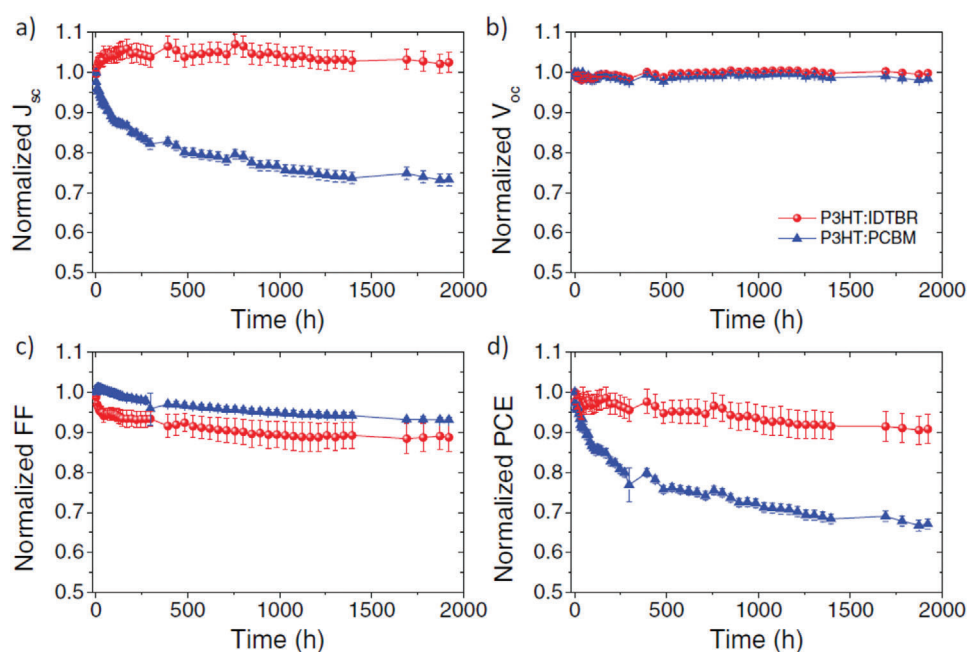 a)
1.1
1.0
0.9
0.8
0.7
0.6
0.5
Normalized Jsc
0 500 1000 1500 2000
Time (h)
b)
1.1
1.0
0.9
0.8
0.7
0.6
0.5
Normalized Voc
P3HT:IDTBR
P3HT:PCBM
0 500 1000 1500 2000
Time (h)
c)
1.1
1.0
0.9
0.8
0.7
0.6
0.5
Normalized FF
0 500 1000 1500 2000
Time (h)
d)
1.1
1.0
0.9
0.8
0.7
0.6
0.5
Normalized PCE
0 500 1000 1500 2000
Time (h)